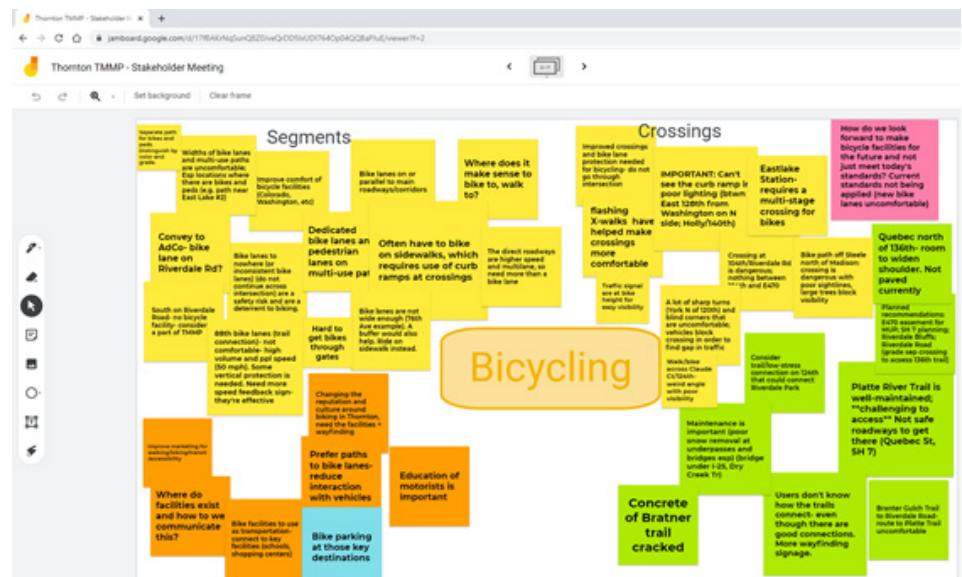 Thornton TMMP - Stakeholder
Thornton TMMP - Stakeholder Meeting
Set background
Clear frame
Segments
Crossings
Separate path
for bikes and
peds
distinguish by
color and
grade.
Widths of bike lanes
and multi-use paths
are uncomfortable;
Esp locations where
there are bikes and
peds (e.g. path near
East Lake #2)
Improve comfort of
bicycle facilities
(Colorado,
Washington, etc)
Bike lanes on or
parallel to main
roadways/corridors
Where does it
make sense to
bike to, walk
to?
Convey to
AdCo- bike
lane on
Riverdale Rd?
Bike lanes to
nowhere (or
inconsistent bike
lanes) (do not
continue across
intersection) are a
safety risk and are a
deterrent to biking.
Dedicated
bike lanes an
pedestrian
lanes on
multi-use pat
Often have to bike
on sidewalks, which
requires use of curb
ramps at crossings
The direct roadways
are higher speed
and multilane, so
need more than a
bike lane
South on Riverdale
Road- no bicycle
facility- consider
a part of TMMP
88th bike lanes (trail
connection)- not
comfortable- high
volume and ppl speed
(50 mph). Some
vertical protection is
needed. Need more
speed feedback sign-
they're effective
Hard to
get bikes
through
gates
Bike lanes are not
wide enough (76th
Ave example). A
buffer would also
help. Ride on
sidewalk instead.
Improved crossings
and bike lane
protection needed
for bicycling- do not
go through
intersection
IMPORTANT: Can't
see the curb ramp i
poor lighting (btwn
East 128th from
Washington on N
side; Holly/140th)
Eastlake
Station-
requires a
multi-stage
crossing for
bikes
How do we look
forward to make
bicycle facilities for
the future and not
just meet today's
standards? Current
standards not being
applied (new bike
lanes uncomfortable)
flashing
X-walks have
helped make
crossings
more
comfortable
Traffic signal
are at bike
height for
easy visibility
Crossing at
104th/Riverdale Rd
is dangerous;
nothing between
and E470
Bike path off Steele
north of Madison:
crossing is
dangerous with
poor sightlines,
large trees block
visibility
Quebec north
of 136th- room
to widen
shoulder. Not
paved
currently
A lot of sharp turns
(York N of 120th) and
blind corners that
are uncomfortable;
vehicles block
crossing in order to
find gap in traffic
Walk/bike
across Claude
Ct/124th-
weird angle
with poor
visibility
Planned
recommendations:
E470 easement for
MUP; SH 7 planning;
Riverdale Bluffs;
Riverdale Road
(grade sep crossing
to access 136th trail)
Bicycling
Consider
trail/low-stress
connection on 124th
that could connect
Riverdale Park
Platte River Trail is
well-maintained;
**challenging to
access** Not safe
roadways to get
there (Quebec St,
SH 7)
Changing the
reputation and
culture around
biking in Thornton,
need the facilities +
wayfinding
Improve marketing for
walking/biking/transit
Accessibility
Prefer paths
to bike lanes-
reduce
interaction
with vehicles
Education of
motorists is
important
Where do
facilities exist
and how to we
communicate
this?
Bike facilities to use
as transportation-
connect to key
facilities (schools,
shopping centers)
Bike parking
at those key
destinations
Maintenance is
important (poor
snow removal at
underpasses and
bridges esp) (bridge
under I-25, Dry
Creek Tr)
Concrete
of Bratner
trail
cracked
Users don't know
how the trails
connect- even
though there are
good connections.
More wayfinding
signage.
Branter Gulch Trail
to Riverdale Road-
route to Platte Trail
uncomfortable